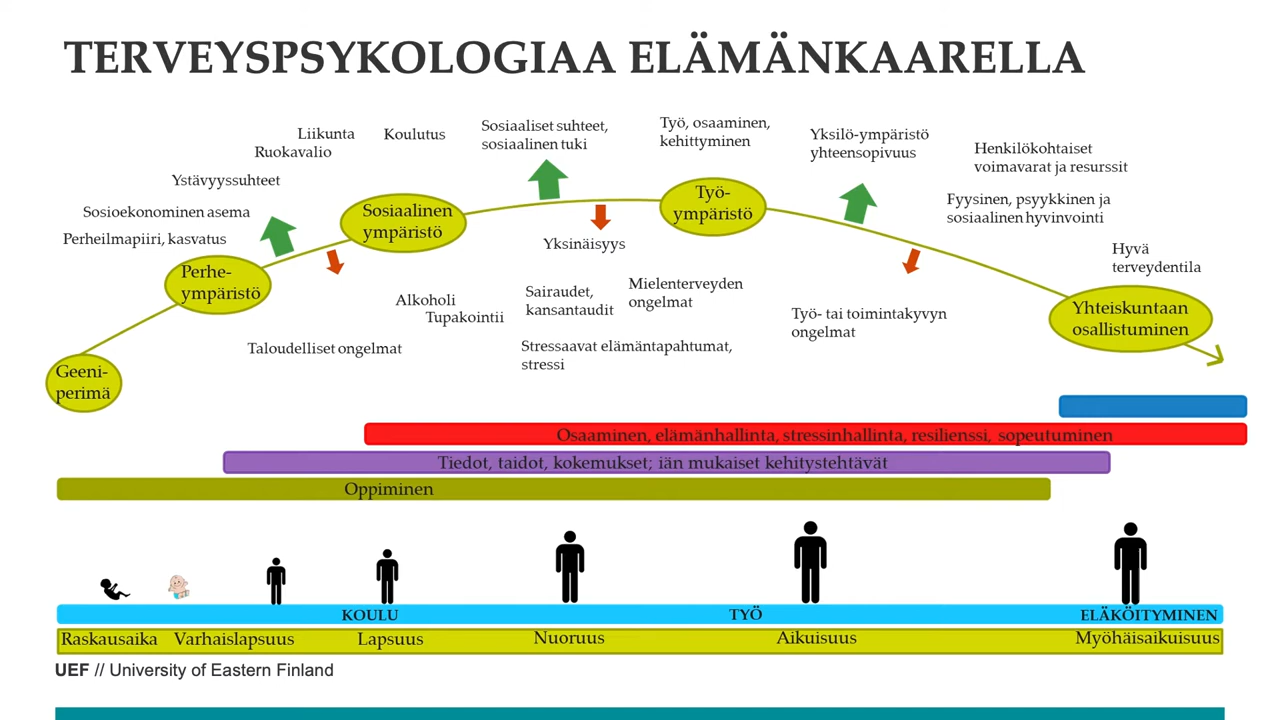 TERVEYSPSYKOLOGIAA ELÄMÄNKAARELLA
Liikunta
Koulutus
Ruokavalio
Ystävyyssuhteet
Sosioekonominen asema
Perheilmapiiri, kasvatus
Sosiaaliset suhteet,
sosiaalinen tuki
Työ, osaaminen,
kehittyminen
Yksilö-ympäristö
yhteensopivuus
Henkilökohtaiset
voimavarat ja resurssit
Fyysinen, psyykkinen ja
sosiaalinen hyvinvointi
Hyvä
terveydentila
Geeni-
perimä
Perhe-
ympäristö
Sosiaalinen
ympäristö
Työ-
ympäristö
Yhteiskuntaan
osallistuminen
Yksinäisyys
Alkoholi
Tupakointii
Taloudelliset ongelmat
Sairaudet,
kansantaudit
Mielenterveyden
ongelmat
Stressaavat elämäntapahtumat,
stressi
Työ- tai toimintakyvyn
ongelmat
Osaaminen, elämänhallinta, stressinhallinta, resilienssi, sopeutuminen
Tiedot, taidot, kokemukset; iän mukaiset kehitystehtävät
Oppiminen
KOULU
TYÖ
ELÄKÖITYMINEN
Raskausaika
Varhaislapsuus
Lapsuus
Nuoruus
Aikuisuus
Myöhäisaikuisuus
UEF // University of Eastern Finland